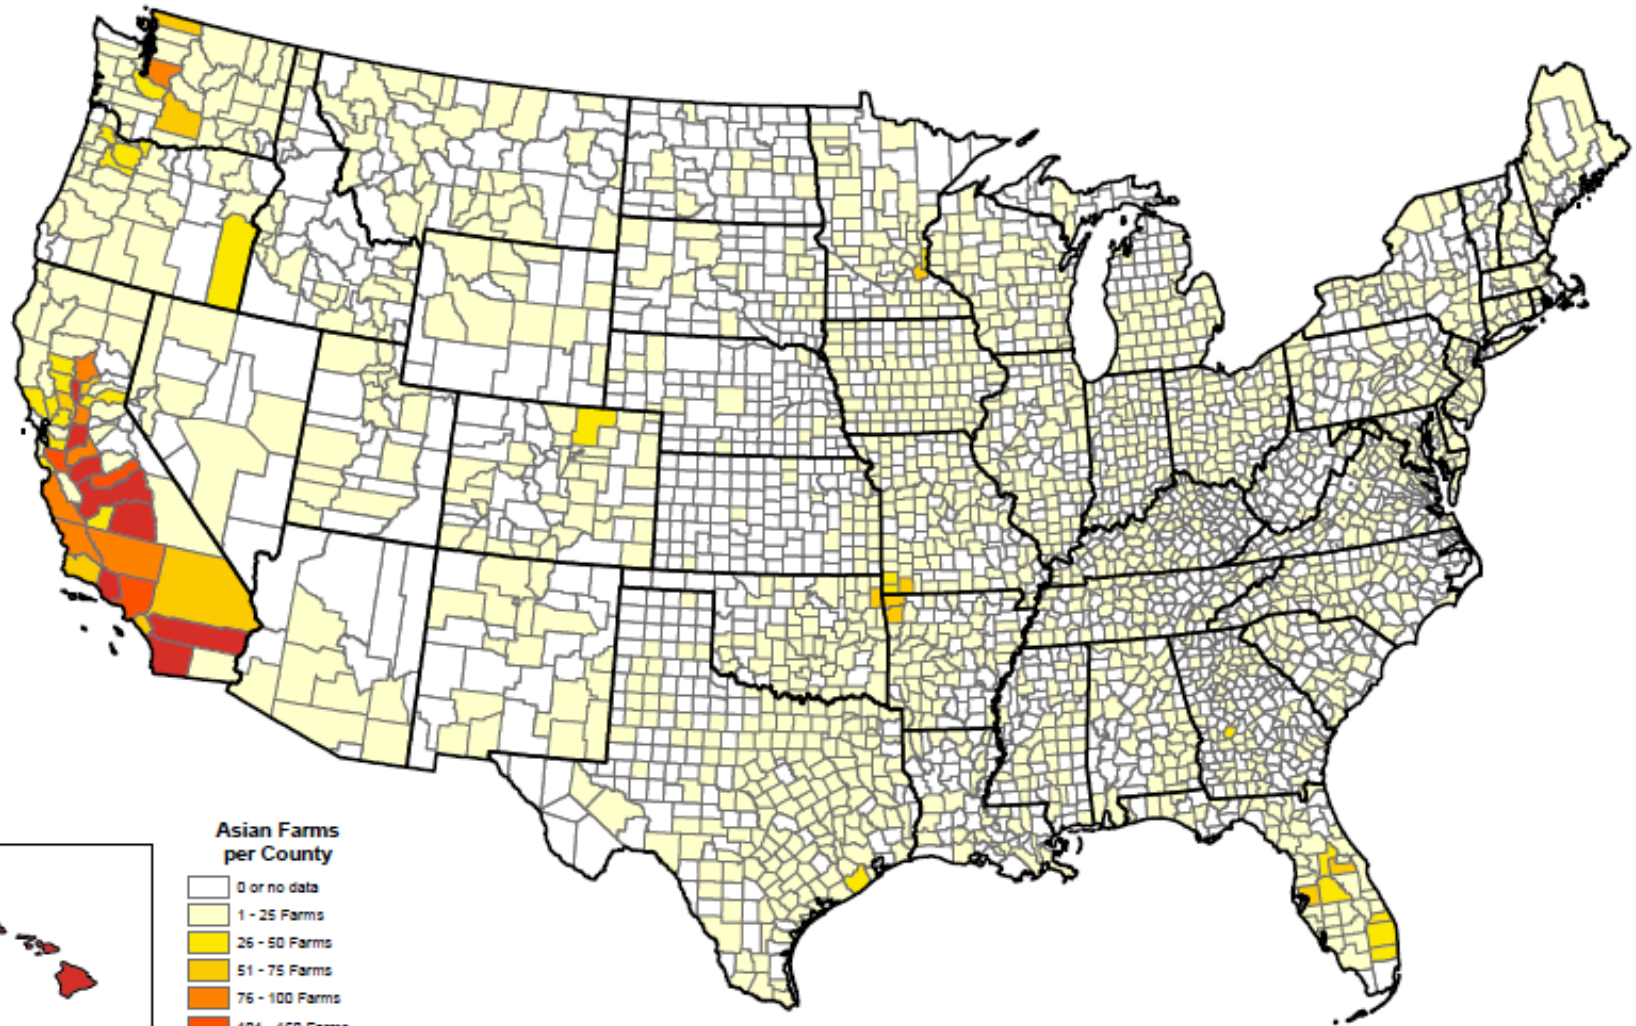 Asian Farms
per County
0 or no data
1 - 25 Farms
26 - 50 Farms
51 - 75 Farms
76 - 100 Farms